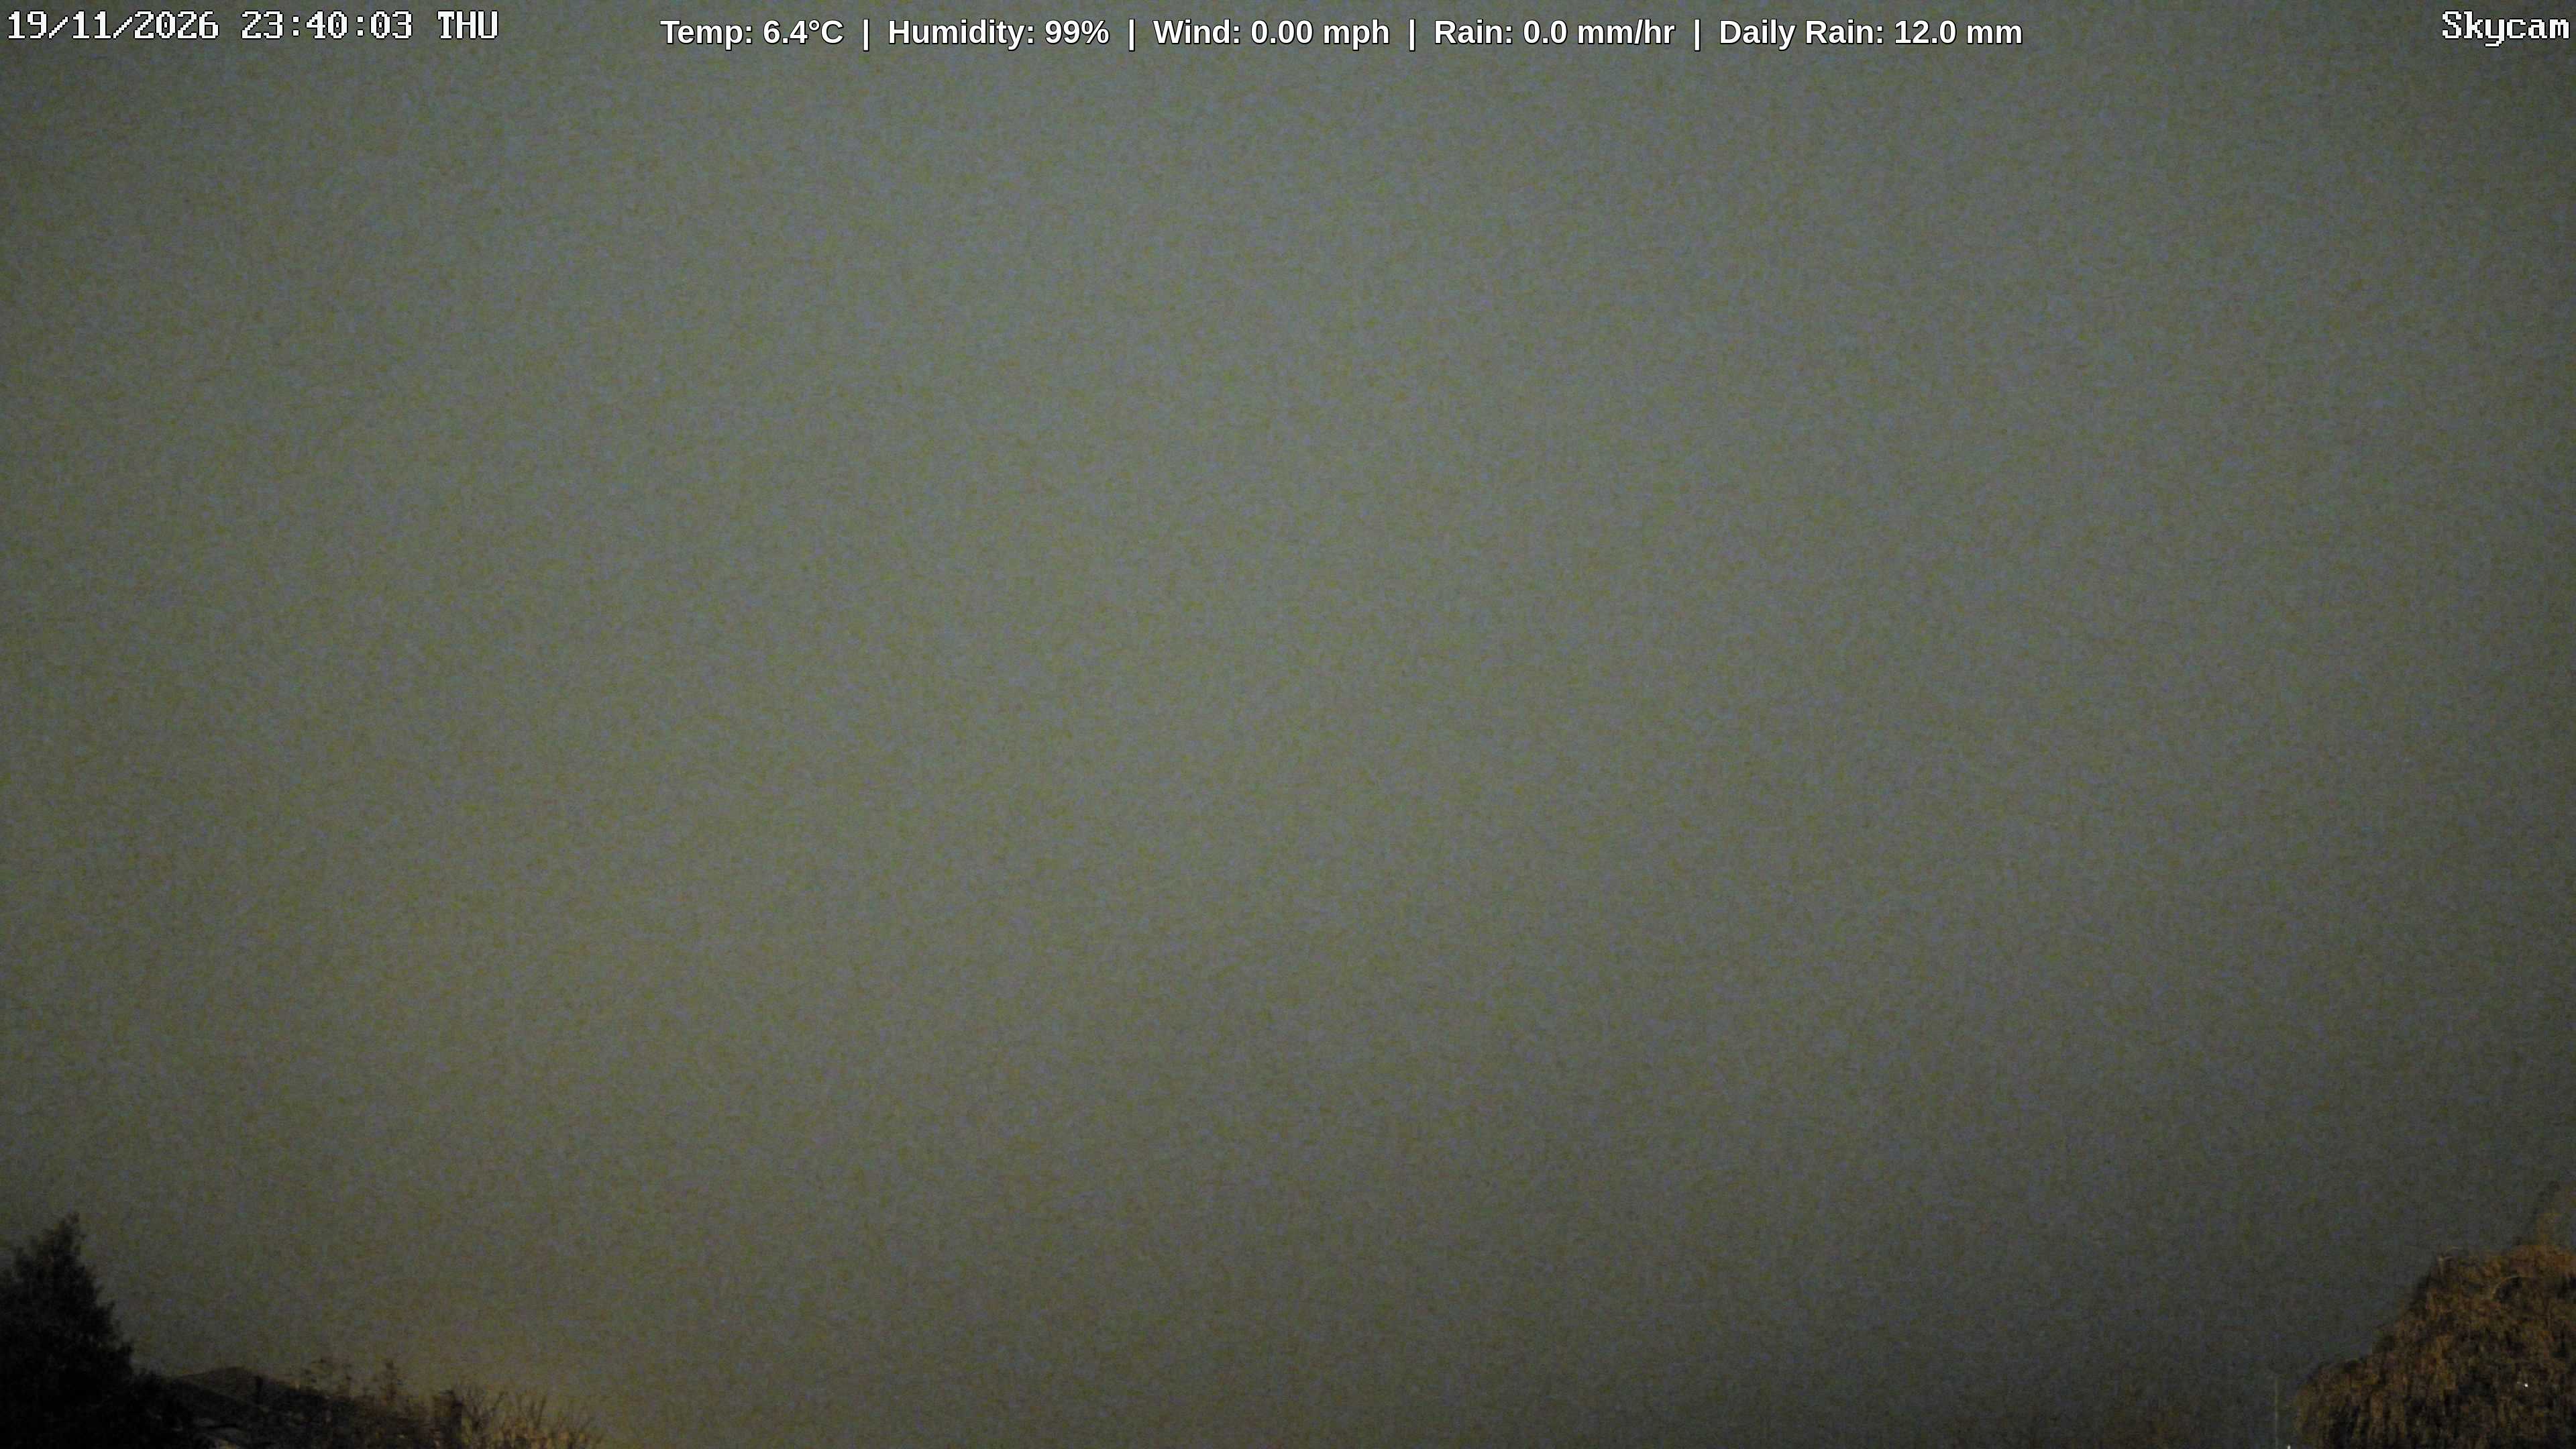 19/11/2026 23:40:03 THU
Temp: 6.4°C | Humidity: 99% | Wind: 0.00 mph | Rain: 0.0 mm/hr | Daily Rain: 12.0 mm
Skycam